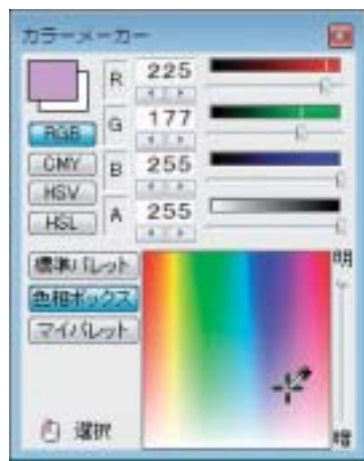 カラーメーカー
R 225
G 177
B 255
A 255
RGB
CMY
HSV
HSL
標準パレット
色相ボックス
マイパレット
明
暗
選択